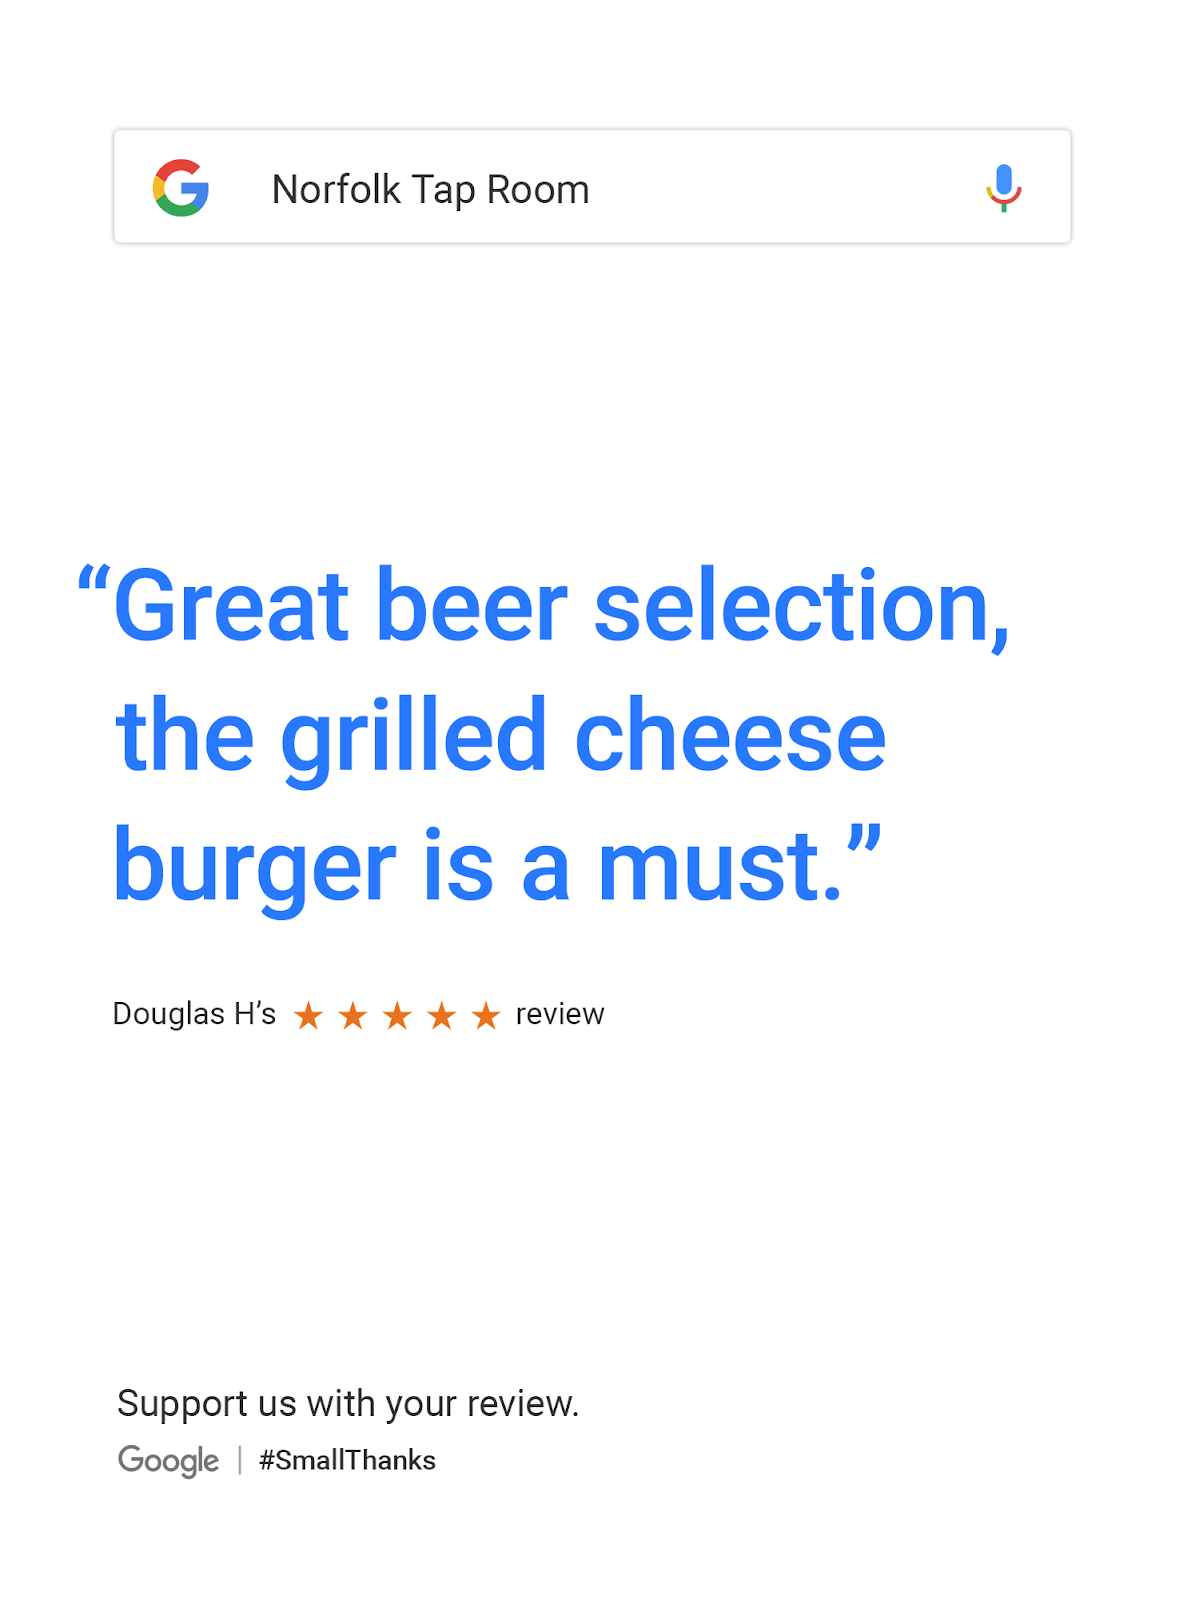 Norfolk Tap Room
“Great beer selection,
the grilled cheese
burger is a must.”
Douglas H’s ★ ★ ★ ★ ★ review
Support us with your review.
Google | #SmallThanks